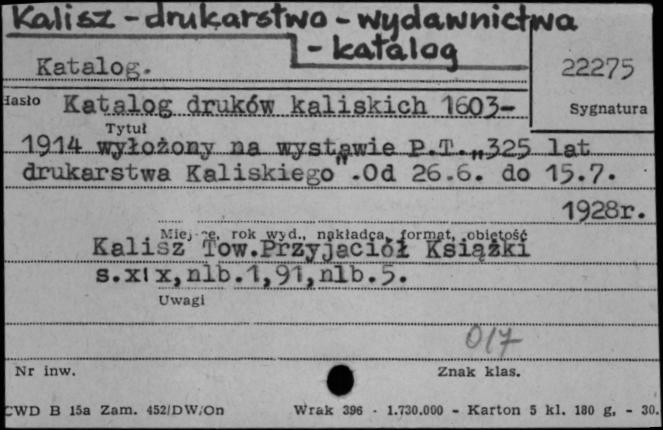 Kalisz - drukarstwo - wydawnictwa
- katalog
Katalog.
22275
Hasło Katalog druków kaliskich 1603-
Sygnatura
Tytuł
1914 wyłożony na wystawie P.T. „325 lat
drukarstwa Kaliskiego". Od 26.6. do 15.7.
1928r.
Miejsce, rok wyd., nakładca, format, objętość
Kalisz Tow.Przyjaciół Książki
s.xix,nlb.1,91,nlb.5.
Uwagi
017
Nr inw.
Znak klas.
CWD B 15a Zam. 452/DW/On Wrak 396 - 1.730.000 - Karton 5 kl. 180 g, - 30.